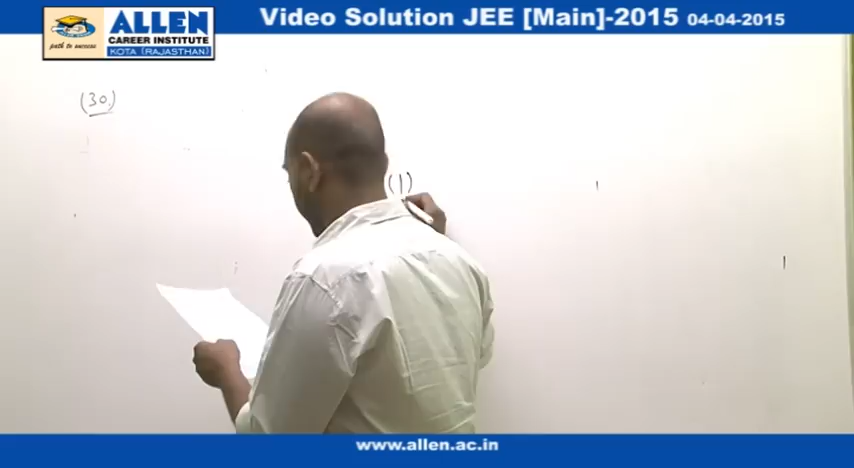 ALLEN
CAREER INSTITUTE
KOTA (RAJASTHAN)
path to success
Video Solution JEE [Main]-2015 04-04-2015
(30)
(1)
www.allen.ac.in